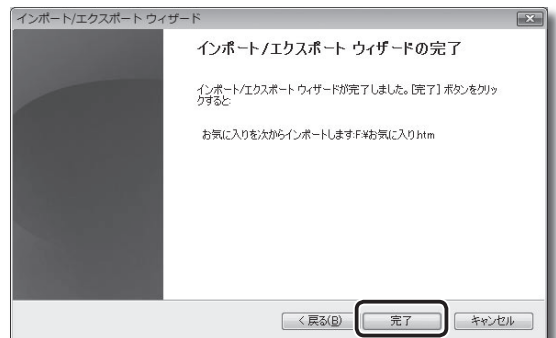 インポート/エクスポート ウィザード
インポート/エクスポート ウィザードの完了
インポート/エクスポート ウィザードが完了しました。[完了] ボタンをクリッ
クすると
お気に入りを次からインポートします:F:¥お気に入り.htm
< 戻る(B)
完了
キャンセル